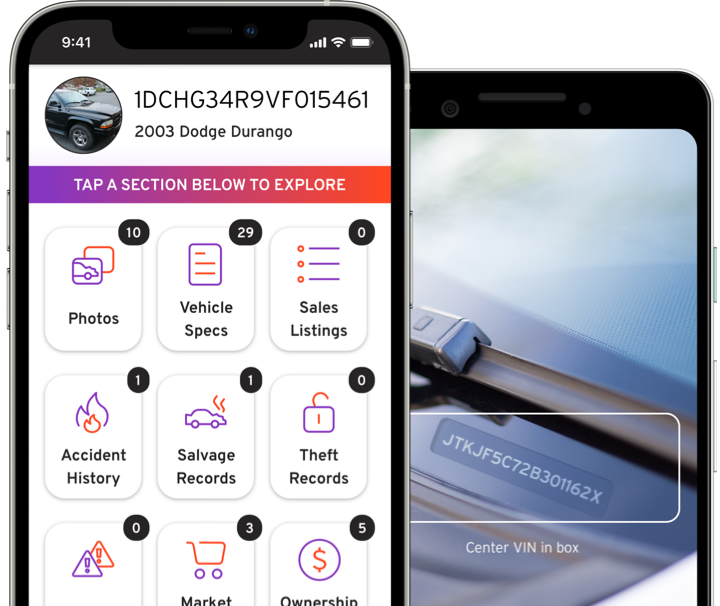 9:41
1DCHG34R9VF015461
2003 Dodge Durango
TAP A SECTION BELOW TO EXPLORE
10
29
0
Photos
Vehicle
Specs
Sales
Listings
1
1
0
Accident
History
Salvage
Records
Theft
Records
0
3
5
Market
Ownership
JTKJF5C72B301162X
Center VIN in box